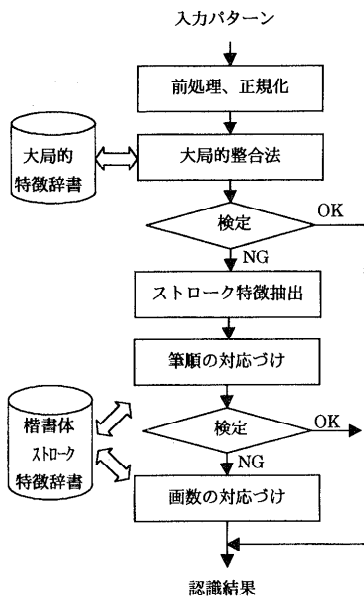 入力パターン
前処理、正規化
大局的
特徴辞書
大局的整合法
検定
OK
NG
ストローク特徴抽出
筆順の対応づけ
楷書体
ストローク
特徴辞書
検定
OK
NG
画数の対応づけ
認識結果